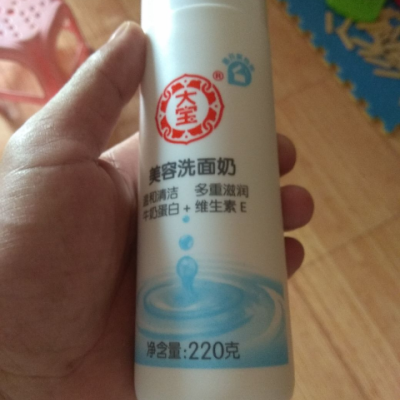 大宝®
美容洗面奶
温和清洁 多重滋润
牛奶蛋白 + 维生素 E
净含量: 220克